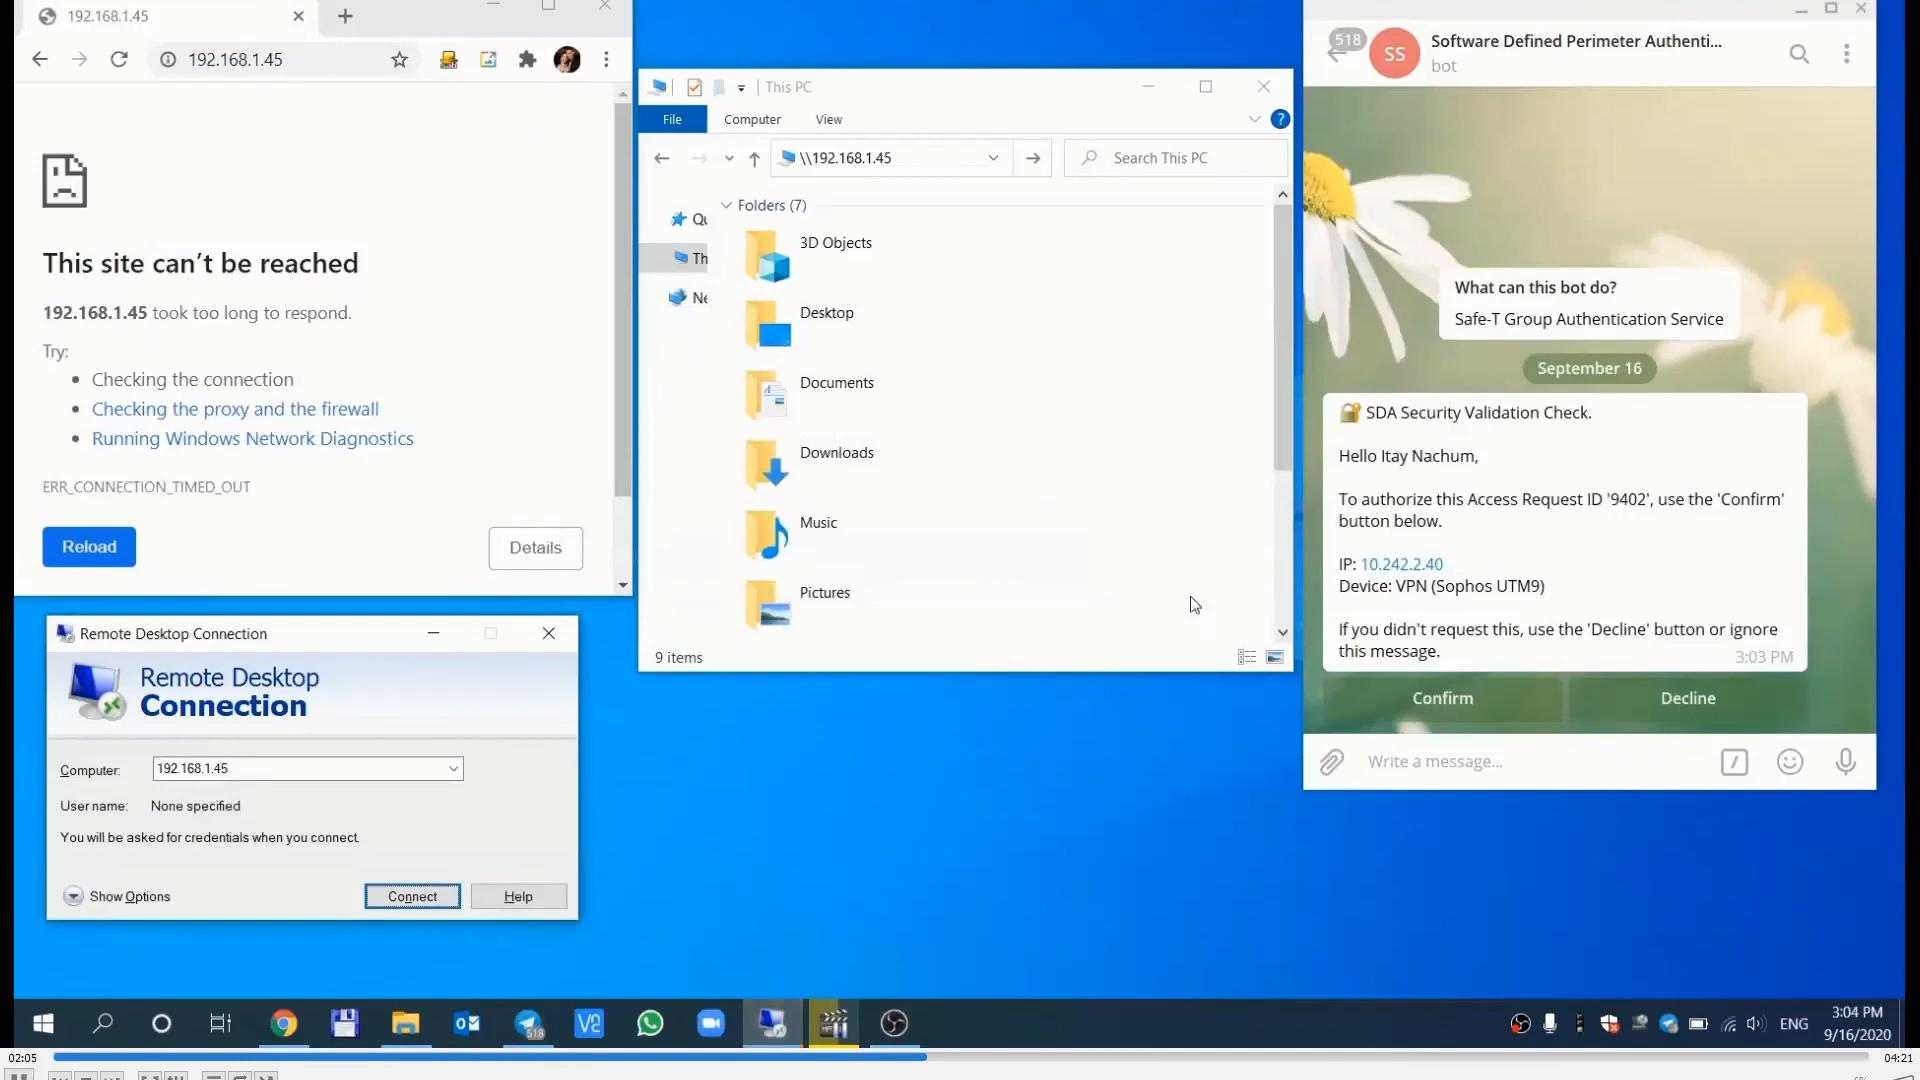 192.168.1.45
192.168.1.45
This site can't be reached
192.168.1.45 took too long to respond.
Try:
Checking the connection
Checking the proxy and the firewall
Running Windows Network Diagnostics
ERR_CONNECTION_TIMED_OUT
Reload
Details
This PC
File
Computer
View
\\192.168.1.45
Search This PC
Folders (7)
Qu
Th
Ne
3D Objects
Desktop
Documents
Downloads
Music
Pictures
9 items
518
SS
Software Defined Perimeter Authenti...
bot
What can this bot do?
Safe-T Group Authentication Service
September 16
SDA Security Validation Check.
Hello Itay Nachum,
To authorize this Access Request ID '9402', use the 'Confirm'
button below.
IP: 10.242.2.40
Device: VPN (Sophos UTM9)
If you didn't request this, use the 'Decline' button or ignore
this message.
3:03 PM
Confirm
Decline
Write a message...
Remote Desktop Connection
Remote Desktop
Connection
Computer:
192.168.1.45
User name:
None specified
You will be asked for credentials when you connect.
Show Options
Connect
Help
518
ENG
3:04 PM
9/16/2020
02:05
04:21